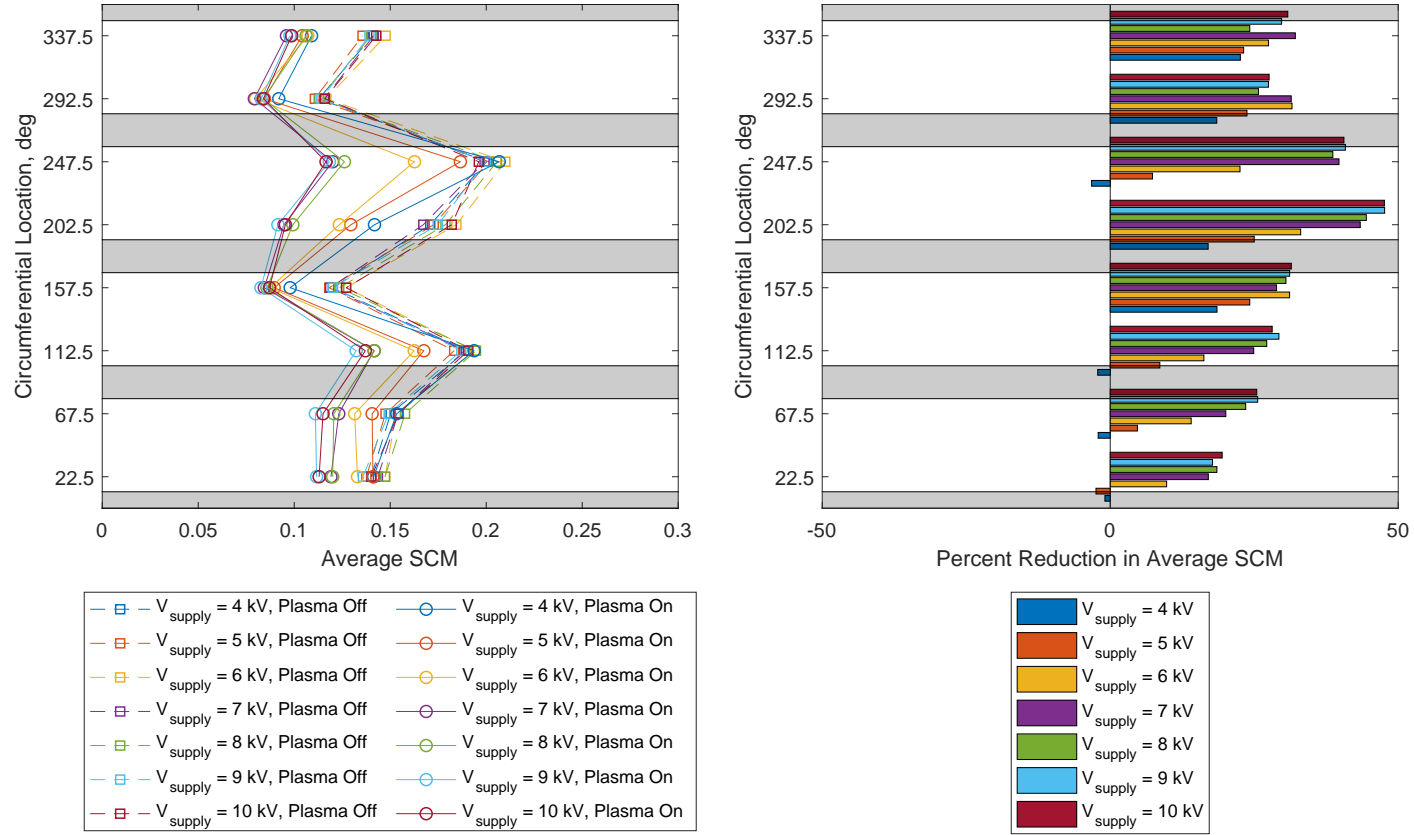 337.5
292.5
247.5
202.5
157.5
112.5
67.5
22.5
Circumferential Location, deg
0 0.05 0.1 0.15 0.2 0.25 0.3
Average SCM
V_supply = 4 kV, Plasma Off
V_supply = 5 kV, Plasma Off
V_supply = 6 kV, Plasma Off
V_supply = 7 kV, Plasma Off
V_supply = 8 kV, Plasma Off
V_supply = 9 kV, Plasma Off
V_supply = 10 kV, Plasma Off
V_supply = 4 kV, Plasma On
V_supply = 5 kV, Plasma On
V_supply = 6 kV, Plasma On
V_supply = 7 kV, Plasma On
V_supply = 8 kV, Plasma On
V_supply = 9 kV, Plasma On
V_supply = 10 kV, Plasma On
337.5
292.5
247.5
202.5
157.5
112.5
67.5
22.5
Circumferential Location, deg
-50 0 50
Percent Reduction in Average SCM
V_supply = 4 kV
V_supply = 5 kV
V_supply = 6 kV
V_supply = 7 kV
V_supply = 8 kV
V_supply = 9 kV
V_supply = 10 kV